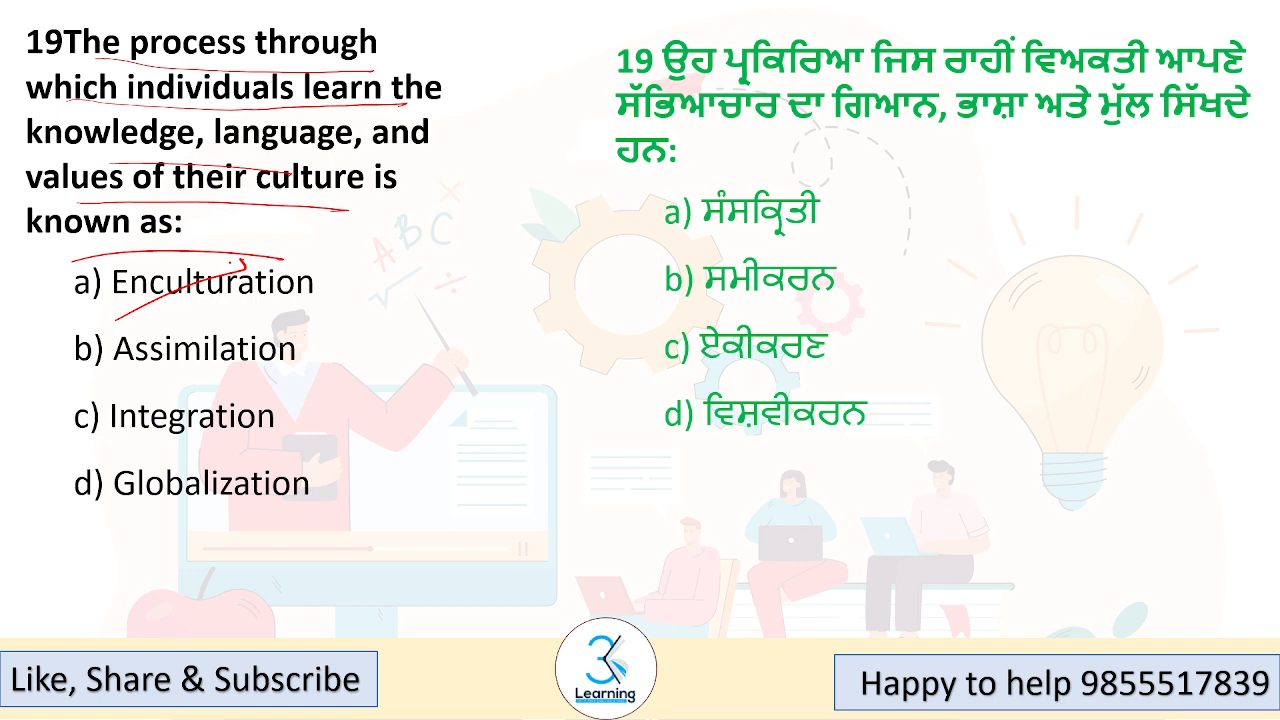 19The process through
which individuals learn the
knowledge, language, and
values of their culture is
known as:
a) Enculturation
b) Assimilation
c) Integration
d) Globalization
19 ਉਹ ਪ੍ਰਕਿਰਿਆ ਜਿਸ ਰਾਹੀਂ ਵਿਅਕਤੀ ਆਪਣੇ
ਸੱਭਿਆਚਾਰ ਦਾ ਗਿਆਨ, ਭਾਸ਼ਾ ਅਤੇ ਮੁੱਲ ਸਿੱਖਦੇ
ਹਨ:
a) ਸੰਸਕ੍ਰਿਤੀ
b) ਸਮੀਕਰਨ
c) ਏਕੀਕਰਣ
d) ਵਿਸ਼ਵੀਕਰਨ
ABC
Like, Share & Subscribe
3
Learning
Happy to help 9855517839